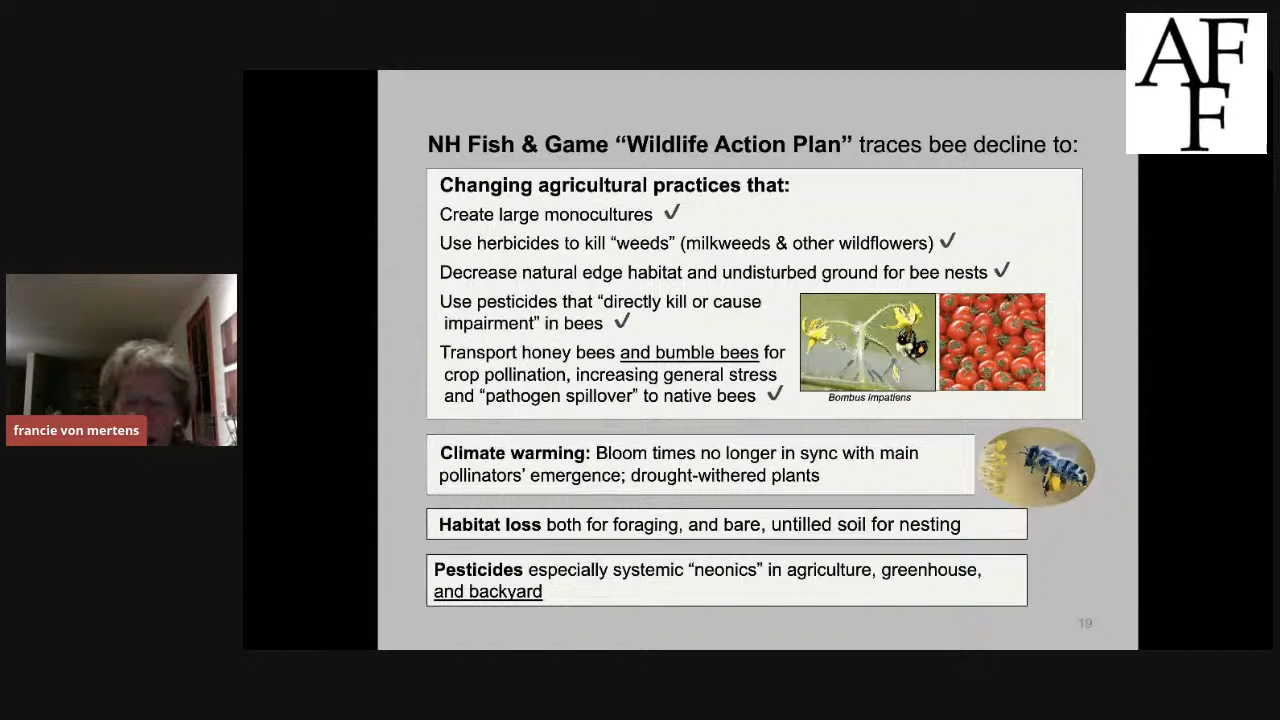 AF
F
NH Fish & Game “Wildlife Action Plan” traces bee decline to:
Changing agricultural practices that:
Create large monocultures ✓
Use herbicides to kill “weeds” (milkweeds & other wildflowers) ✓
Decrease natural edge habitat and undisturbed ground for bee nests ✓
Use pesticides that “directly kill or cause
impairment” in bees ✓
Transport honey bees and bumble bees for
crop pollination, increasing general stress
and “pathogen spillover” to native bees ✓
Bombus impatiens
Climate warming: Bloom times no longer in sync with main
pollinators’ emergence; drought-withered plants
Habitat loss both for foraging, and bare, untilled soil for nesting
Pesticides especially systemic “neonics” in agriculture, greenhouse,
and backyard
19
francie von mertens